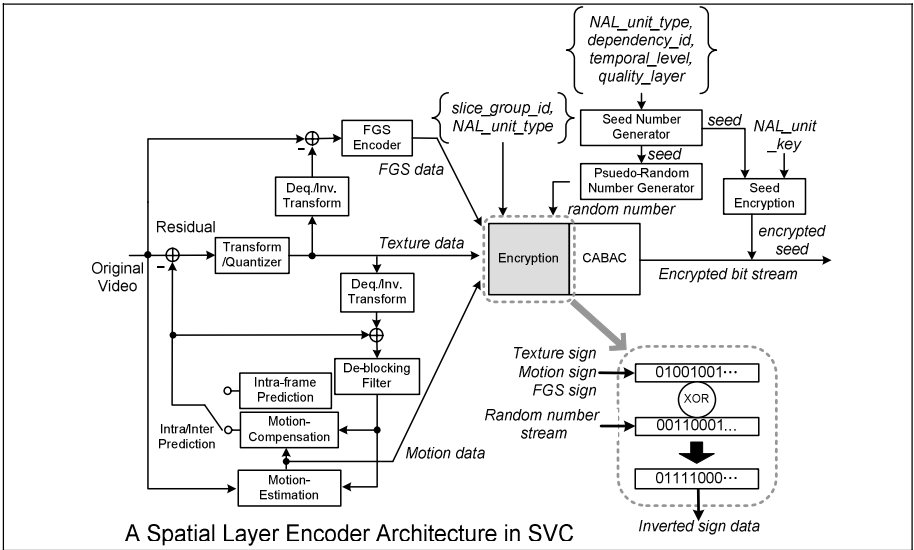 NAL_unit_type,
dependency_id,
temporal_level,
quality_layer
slice_group_id,
NAL_unit_type
FGS
Encoder
FGS data
Seed Number
Generator
seed
NAL_unit
_key
seed
Psuedo-Random
Number Generator
random number
Seed
Encryption
encrypted
seed
Deq./Inv.
Transform
Residual
Original
Video
Transform
/Quantizer
Texture data
Encryption
CABAC
Encrypted bit stream
Deq./Inv.
Transform
De-blocking
Filter
Intra-frame
Prediction
Intra/Inter
Prediction
Motion-
Compensation
Motion data
Motion-
Estimation
Texture sign
Motion sign
FGS sign
01001001···
XOR
Random number
stream
00110001...
01111000···
Inverted sign data
A Spatial Layer Encoder Architecture in SVC